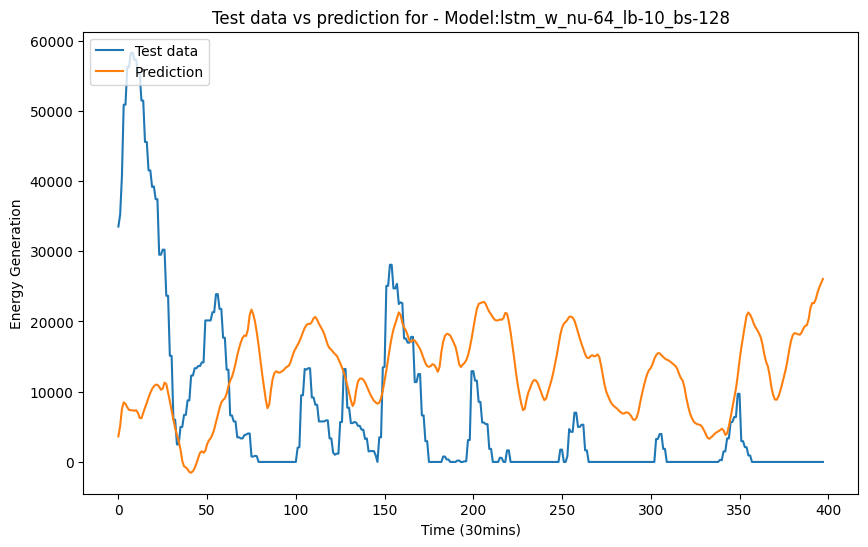 Test data vs prediction for - Model:lstm_w_nu-64_lb-10_bs-128
Test data
Prediction
Energy Generation
60000
50000
40000
30000
20000
10000
0
0 50 100 150 200 250 300 350 400
Time (30mins)